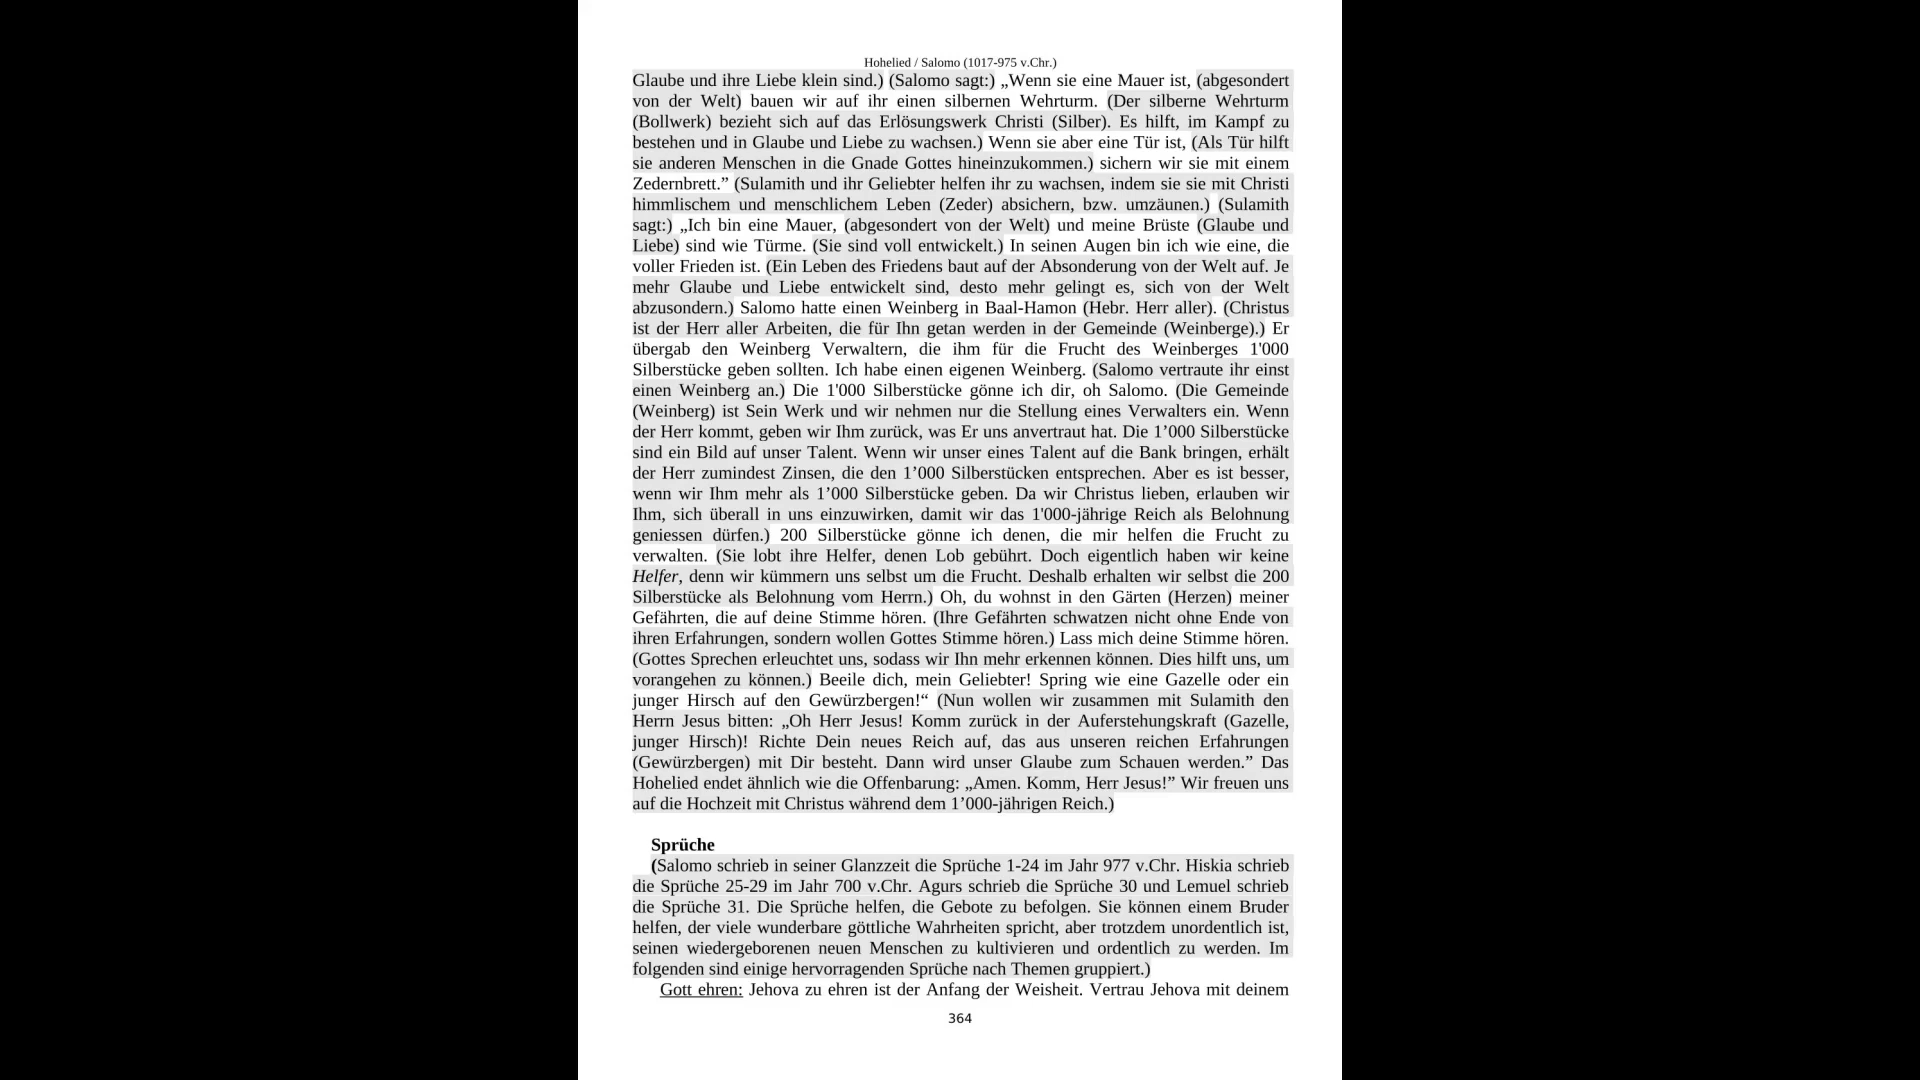 Hohelied / Salomo (1017-975 v.Chr.)
Glaube und ihre Liebe klein sind.) (Salomo sagt:) „Wenn sie eine Mauer ist, (abgesondert
von der Welt) bauen wir auf ihr einen silbernen Wehrturm. (Der silberne Wehrturm
(Bollwerk) bezieht sich auf das Erlösungswerk Christi (Silber). Es hilft, im Kampf zu
bestehen und in Glaube und Liebe zu wachsen.) Wenn sie aber eine Tür ist, (Als Tür hilft
sie anderen Menschen in die Gnade Gottes hineinzukommen.) sichern wir sie mit einem
Zedernbrett.” (Sulamith und ihr Geliebter helfen ihr zu wachsen, indem sie sie mit Christi
himmlischem und menschlichem Leben (Zeder) absichern, bzw. umzäunen.) (Sulamith
sagt:) „Ich bin eine Mauer, (abgesondert von der Welt) und meine Brüste (Glaube und
Liebe) sind wie Türme. (Sie sind voll entwickelt.) In seinen Augen bin ich wie eine, die
voller Frieden ist. (Ein Leben des Friedens baut auf der Absonderung von der Welt auf. Je
mehr Glaube und Liebe entwickelt sind, desto mehr gelingt es, sich von der Welt
abzusondern.) Salomo hatte einen Weinberg in Baal-Hamon (Hebr. Herr aller). (Christus
ist der Herr aller Arbeiten, die für Ihn getan werden in der Gemeinde (Weinberge).) Er
übergab den Weinberg Verwaltern, die ihm für die Frucht des Weinberges 1'000
Silberstücke geben sollten. Ich habe einen eigenen Weinberg. (Salomo vertraute ihr einst
einen Weinberg an.) Die 1'000 Silberstücke gönne ich dir, oh Salomo. (Die Gemeinde
(Weinberg) ist Sein Werk und wir nehmen nur die Stellung eines Verwalters ein. Wenn
der Herr kommt, geben wir Ihm zurück, was Er uns anvertraut hat. Die 1’000 Silberstücke
sind ein Bild auf unser Talent. Wenn wir unser eines Talent auf die Bank bringen, erhält
der Herr zumindest Zinsen, die den 1’000 Silberstücken entsprechen. Aber es ist besser,
wenn wir Ihm mehr als 1’000 Silberstücke geben. Da wir Christus lieben, erlauben wir
Ihm, sich überall in uns einzuwirken, damit wir das 1'000-jährige Reich als Belohnung
geniessen dürfen.) 200 Silberstücke gönne ich denen, die mir helfen die Frucht zu
verwalten. (Sie lobt ihre Helfer, denen Lob gebührt. Doch eigentlich haben wir keine
Helfer, denn wir kümmern uns selbst um die Frucht. Deshalb erhalten wir selbst die 200
Silberstücke als Belohnung vom Herrn.) Oh, du wohnst in den Gärten (Herzen) meiner
Gefährten, die auf deine Stimme hören. (Ihre Gefährten schwatzen nicht ohne Ende von
ihren Erfahrungen, sondern wollen Gottes Stimme hören.) Lass mich deine Stimme hören.
(Gottes Sprechen erleuchtet uns, sodass wir Ihn mehr erkennen können. Dies hilft uns, um
vorangehen zu können.) Beeile dich, mein Geliebter! Spring wie eine Gazelle oder ein
junger Hirsch auf den Gewürzbergen!“ (Nun wollen wir zusammen mit Sulamith den
Herrn Jesus bitten: „Oh Herr Jesus! Komm zurück in der Auferstehungskraft (Gazelle,
junger Hirsch)! Richte Dein neues Reich auf, das aus unseren reichen Erfahrungen
(Gewürzbergen) mit Dir besteht. Dann wird unser Glaube zum Schauen werden.” Das
Hohelied endet ähnlich wie die Offenbarung: „Amen. Komm, Herr Jesus!” Wir freuen uns
auf die Hochzeit mit Christus während dem 1’000-jährigen Reich.)
Sprüche
(Salomo schrieb in seiner Glanzzeit die Sprüche 1-24 im Jahr 977 v.Chr. Hiskia schrieb
die Sprüche 25-29 im Jahr 700 v.Chr. Agurs schrieb die Sprüche 30 und Lemuel schrieb
die Sprüche 31. Die Sprüche helfen, die Gebote zu befolgen. Sie können einem Bruder
helfen, der viele wunderbare göttliche Wahrheiten spricht, aber trotzdem unordentlich ist,
seinen wiedergeborenen neuen Menschen zu kultivieren und ordentlich zu werden. Im
folgenden sind einige hervorragenden Sprüche nach Themen gruppiert.)
Gott ehren: Jehova zu ehren ist der Anfang der Weisheit. Vertrau Jehova mit deinem
364